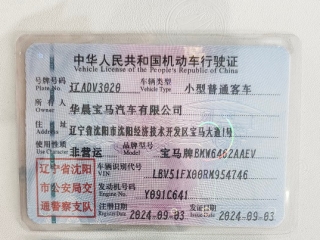 中华人民共和国机动车行驶证
Vehicle License of the People's Republic of China
号牌号码 辽ADV3020 车辆类型 小型普通客车
Plate No. Vehicle Type
所有人 华晨宝马汽车有限公司
Owner
住址 辽宁省沈阳市沈阳经济技术开发区宝马大道1号
Address
使用性质 非营运 品牌型号 宝马牌BMW6462AAEV
辽宁省沈阳 车辆识别代号 LBV51FX00RM954746
VIN
市公安局交 发动机号码 Y091C641
Engine No.
通警察支队 注册日期 2024-09-03 发证日期 2024-09-03
Register Date Issue Date